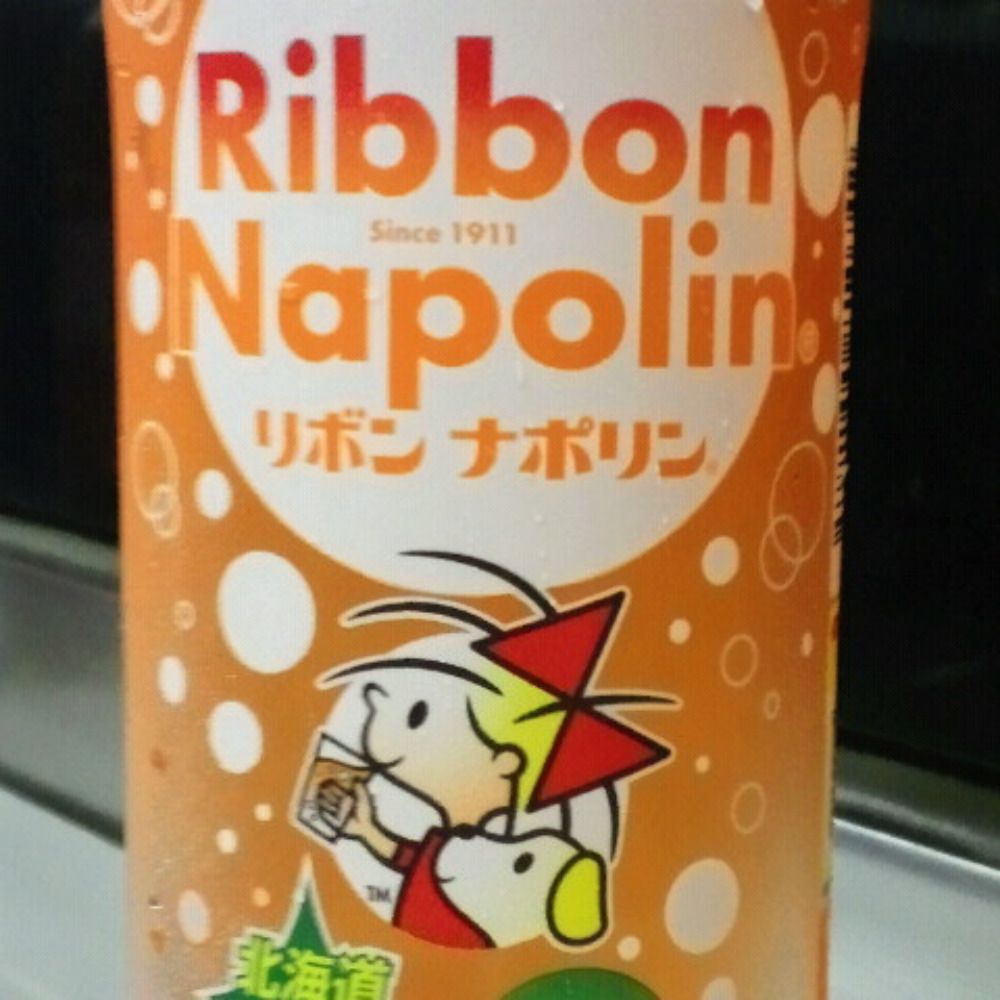 Ribbon
Since 1911
Napolin
リボン ナポリン®
TM
北海道